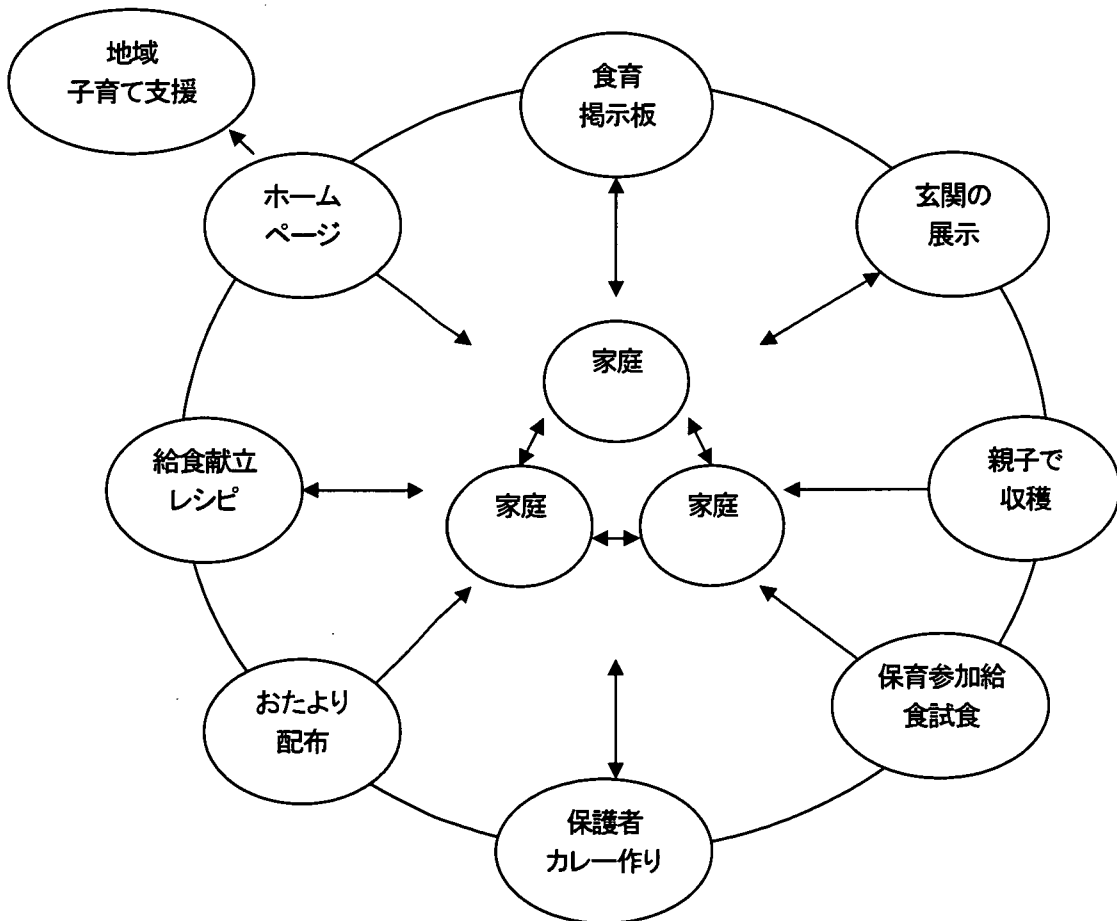 地域
子育て支援
食育
掲示板
ホーム
ページ
玄関の
展示
家庭
給食献立
レシピ
家庭
家庭
親子で
収穫
おたより
配布
保育参加給
食試食
保護者
カレー作り